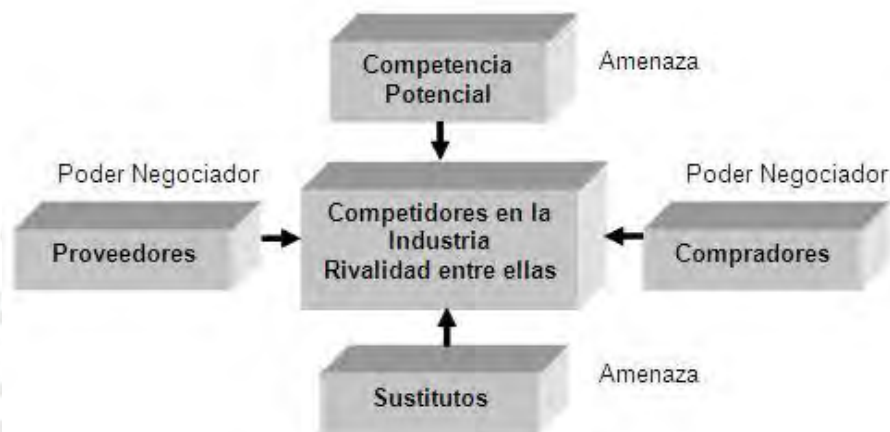 Competencia
Potencial
Amenaza
Poder Negociador
Poder Negociador
Proveedores
Competidores en la
Industria
Rivalidad entre ellas
Compradores
Sustitutos
Amenaza